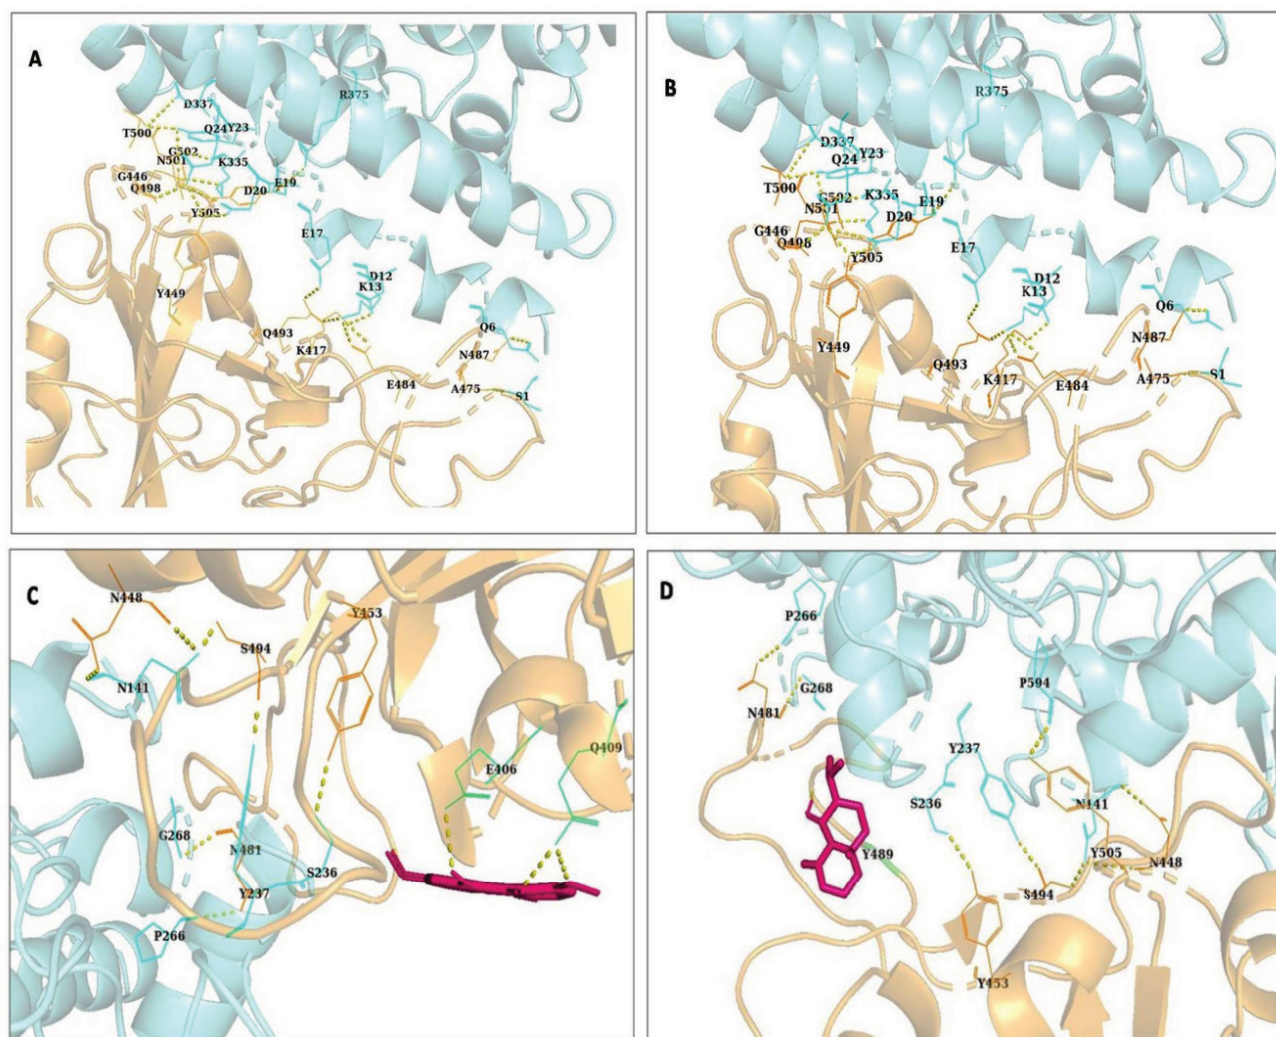 A
D337
R375
T500
Q24
Y23
G502
N501
K335
G446
Q498
D20
E19
Y505
E17
D12
K13
Y449
Q493
Q6
K417
N487
E484
A475
S1
B
R375
D337
Q24
Y23
T500
G502
K335
N501
E19
D20
G446
Q498
E17
Y505
D12
K13
Q6
Y449
N487
Q493
A475
K417
E484
S1
C
N448
Y453
S494
N141
Q409
E406
G268
N481
S236
Y237
P266
D
P266
P594
G268
N481
Y237
S236
N141
Y489
Y505
N448
S494
Y453